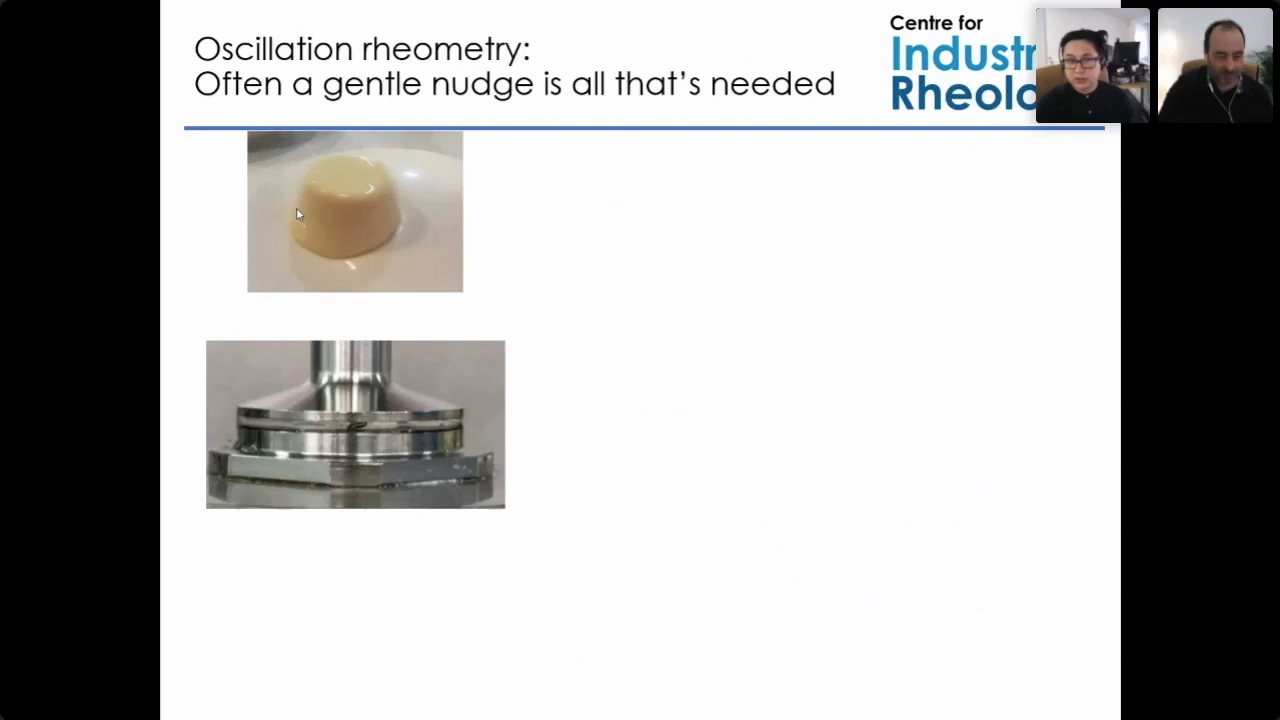 Oscillation rheometry:
Often a gentle nudge is all that's needed
Centre for
Industr
Rheolo